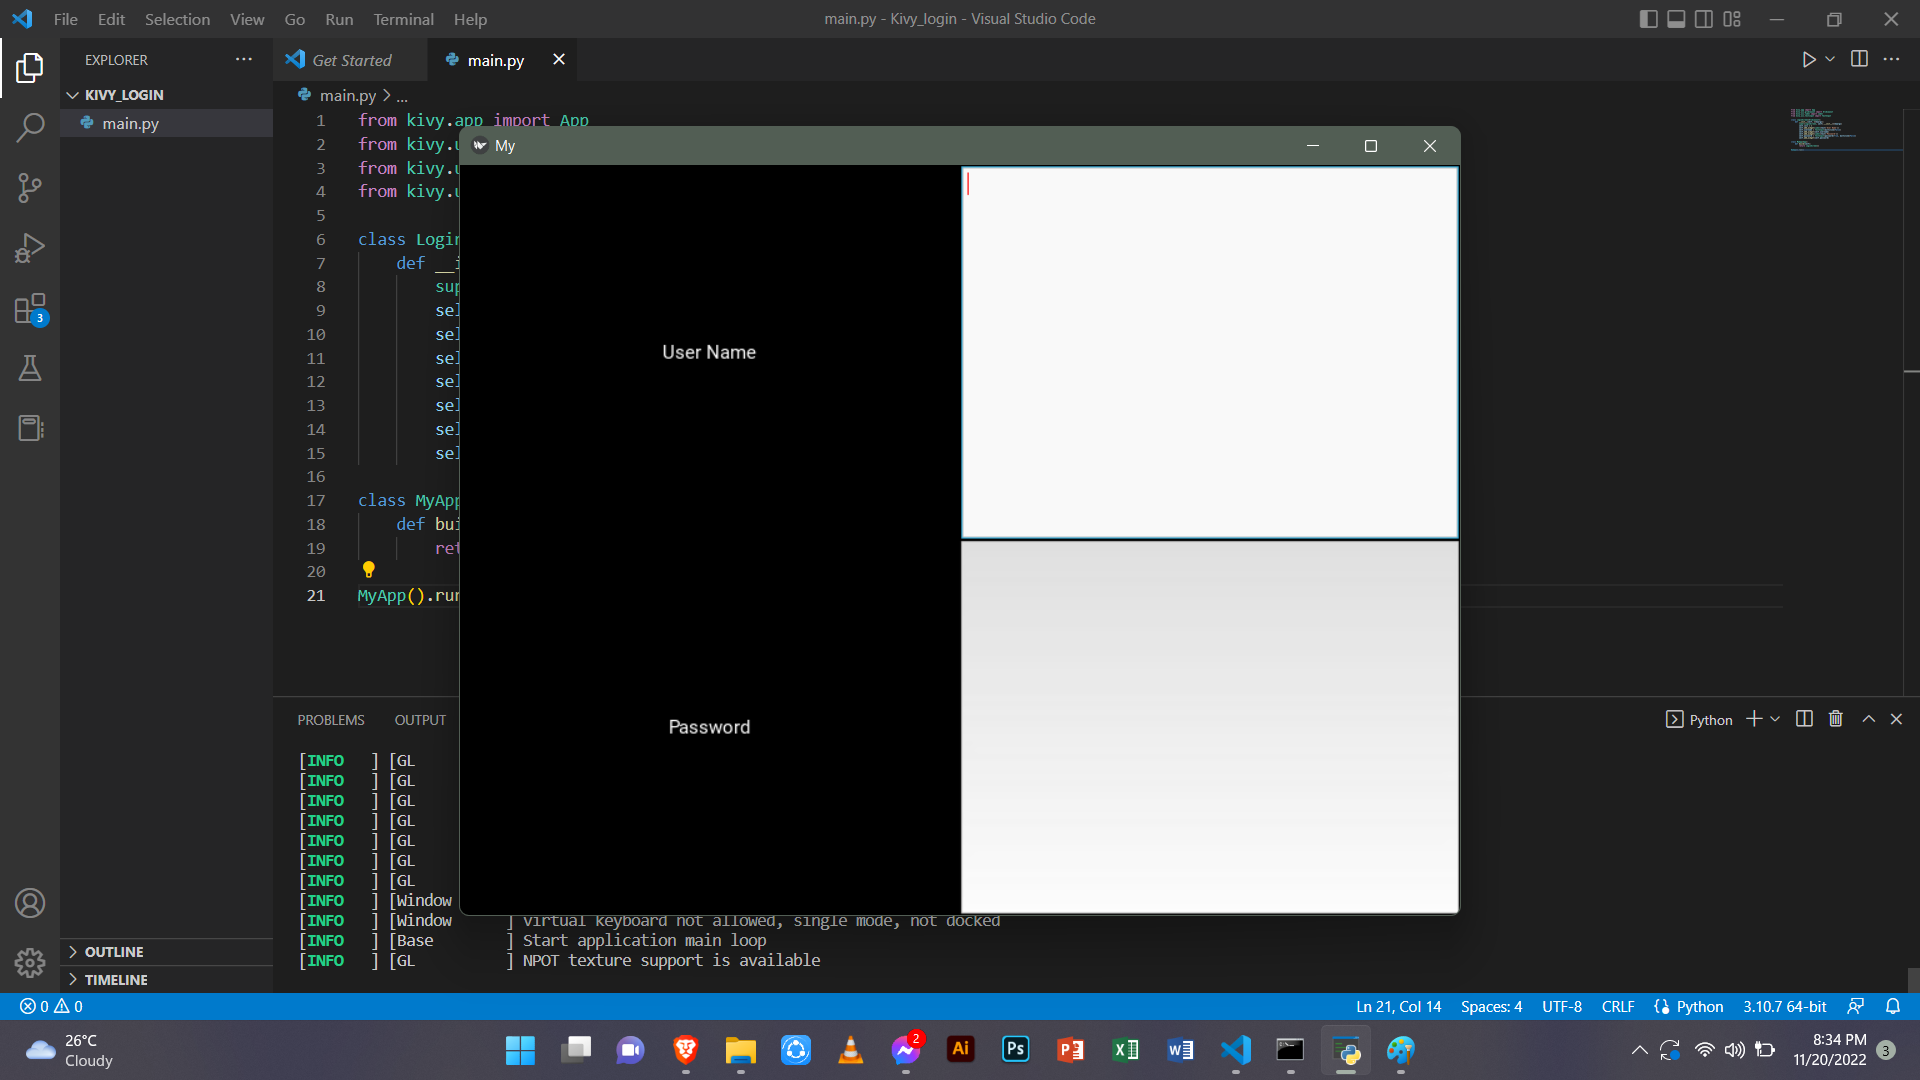 File Edit Selection View Go Run Terminal Help
main.py - Kivy_login - Visual Studio Code
EXPLORER
Get Started
main.py
KIVY_LOGIN
main.py
main.py > ...
1 from kivy.app import App
2 from kivy.u
3 from kivy.u
4 from kivy.u
5
6 class Login
7 def __i
8 sup
9 sel
10 sel
11 sel
12 sel
13 sel
14 sel
15 sel
16
17 class MyApp
18 def bui
19 ret
20
21 MyApp().run
My
User Name
Password
PROBLEMS OUTPUT
Python
[INFO ] [GL
[INFO ] [GL
[INFO ] [GL
[INFO ] [GL
[INFO ] [GL
[INFO ] [GL
[INFO ] [GL
[INFO ] [Window
[INFO ] [Window ] virtual keyboard not allowed, single mode, not docked
[INFO ] [Base ] Start application main loop
[INFO ] [GL ] NPOT texture support is available
OUTLINE
TIMELINE
3
0 0
Ln 21, Col 14 Spaces: 4 UTF-8 CRLF Python 3.10.7 64-bit
26°C
Cloudy
2
Ai
Ps
8:34 PM
11/20/2022
3